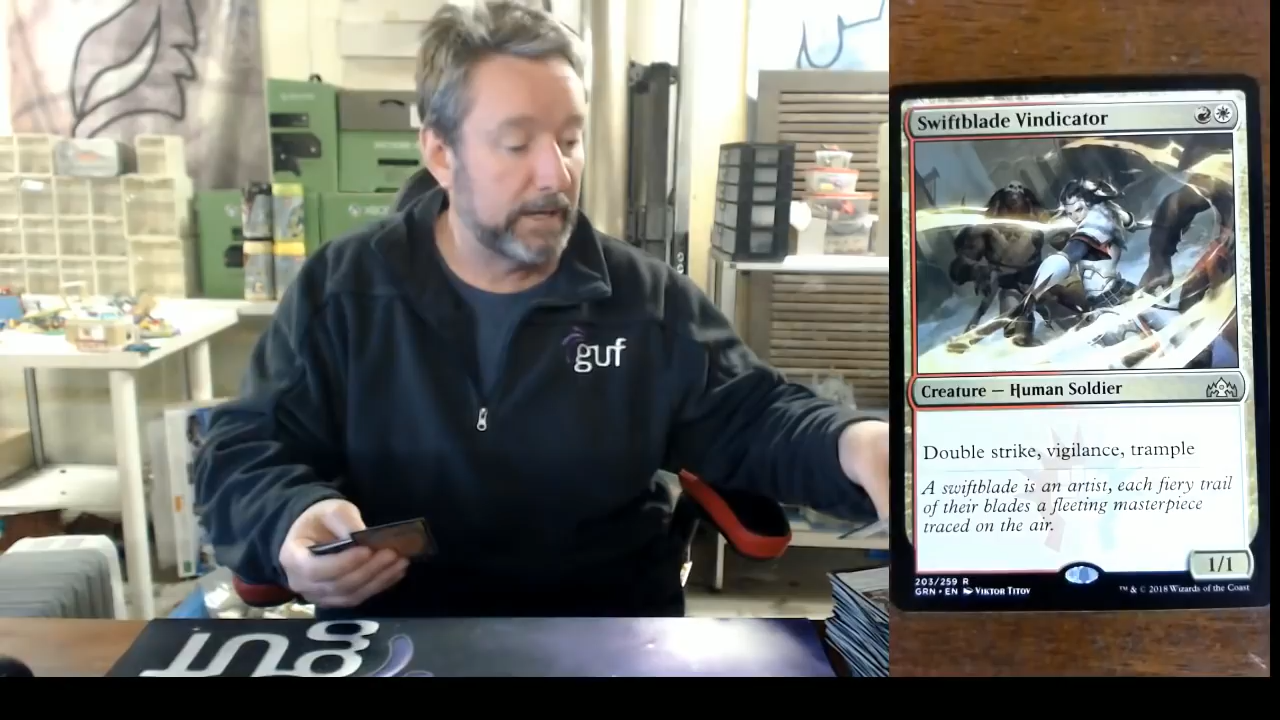 guf
guf
Swiftblade Vindicator
Creature — Human Soldier
Double strike, vigilance, trample
A swiftblade is an artist, each fiery trail
of their blades a fleeting masterpiece
traced on the air.
1/1
203/259 R
GRN • EN Viktor Titov
™ & © 2018 Wizards of the Coast